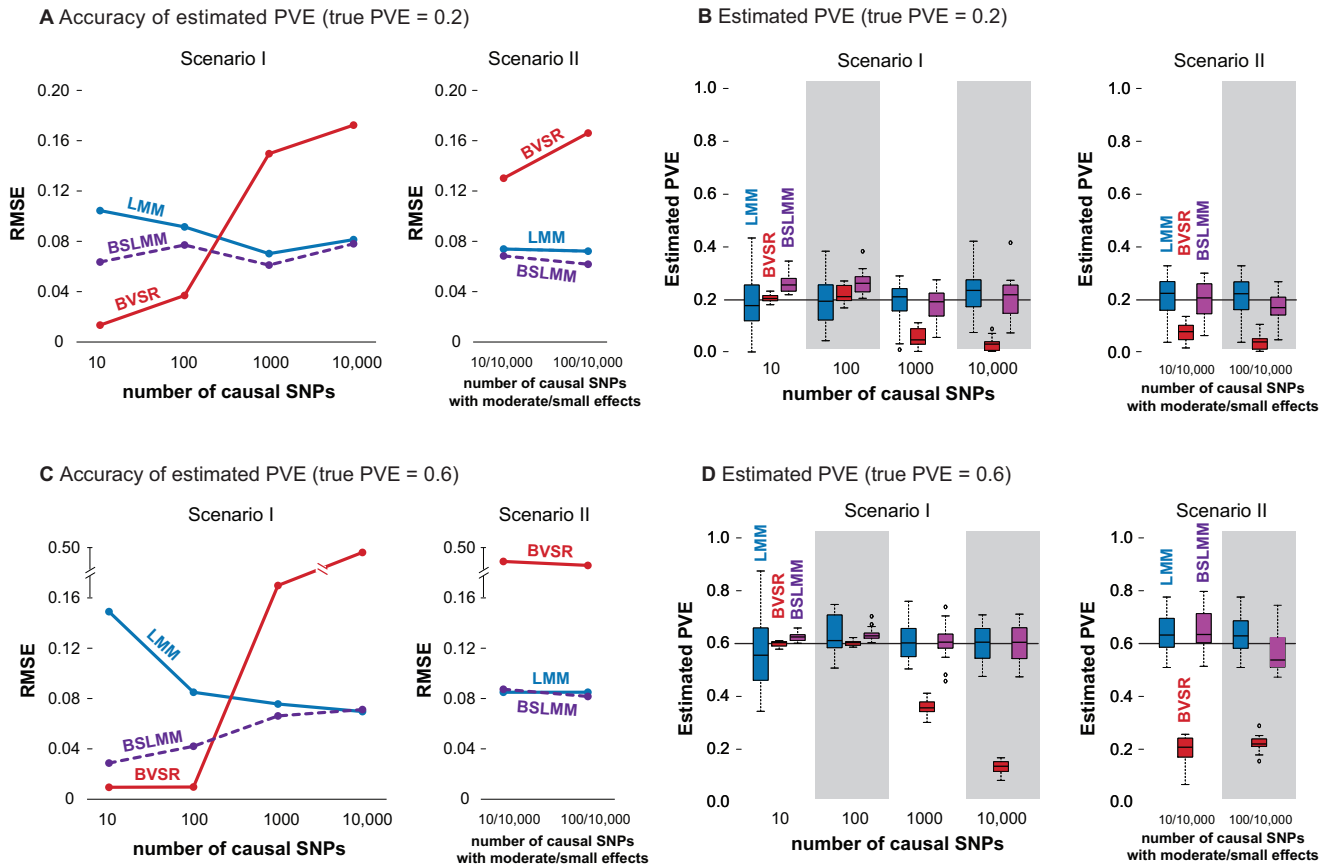 A Accuracy of estimated PVE (true PVE = 0.2)
Scenario I
Scenario II
RMSE
0.20
0.16
0.12
0.08
0.04
0
LMM
BSLMM
BVSR
10
100
1000
10,000
number of causal SNPs
RMSE
0.20
0.16
0.12
0.08
0.04
0
BVSR
LMM
BSLMM
10/10,000
100/10,000
number of causal SNPs
with moderate/small effects
B Estimated PVE (true PVE = 0.2)
Scenario I
Scenario II
Estimated PVE
1.0
0.8
0.6
0.4
0.2
0.0
LMM
BVSR
BSLMM
10
100
1000
10,000
number of causal SNPs
Estimated PVE
1.0
0.8
0.6
0.4
0.2
0.0
LMM
BVSR
BSLMM
10/10,000
100/10,000
number of causal SNPs
with moderate/small effects
C Accuracy of estimated PVE (true PVE = 0.6)
Scenario I
Scenario II
RMSE
0.50
0.16
0.12
0.08
0.04
0
LMM
BSLMM
BVSR
10
100
1000
10,000
number of causal SNPs
RMSE
0.50
0.16
0.12
0.08
0.04
0
BVSR
LMM
BSLMM
10/10,000
100/10,000
number of causal SNPs
with moderate/small effects
D Estimated PVE (true PVE = 0.6)
Scenario I
Scenario II
Estimated PVE
1.0
0.8
0.6
0.4
0.2
0.0
LMM
BVSR
BSLMM
10
100
1000
10,000
number of causal SNPs
Estimated PVE
1.0
0.8
0.6
0.4
0.2
0.0
LMM
BVSR
BSLMM
10/10,000
100/10,000
number of causal SNPs
with moderate/small effects